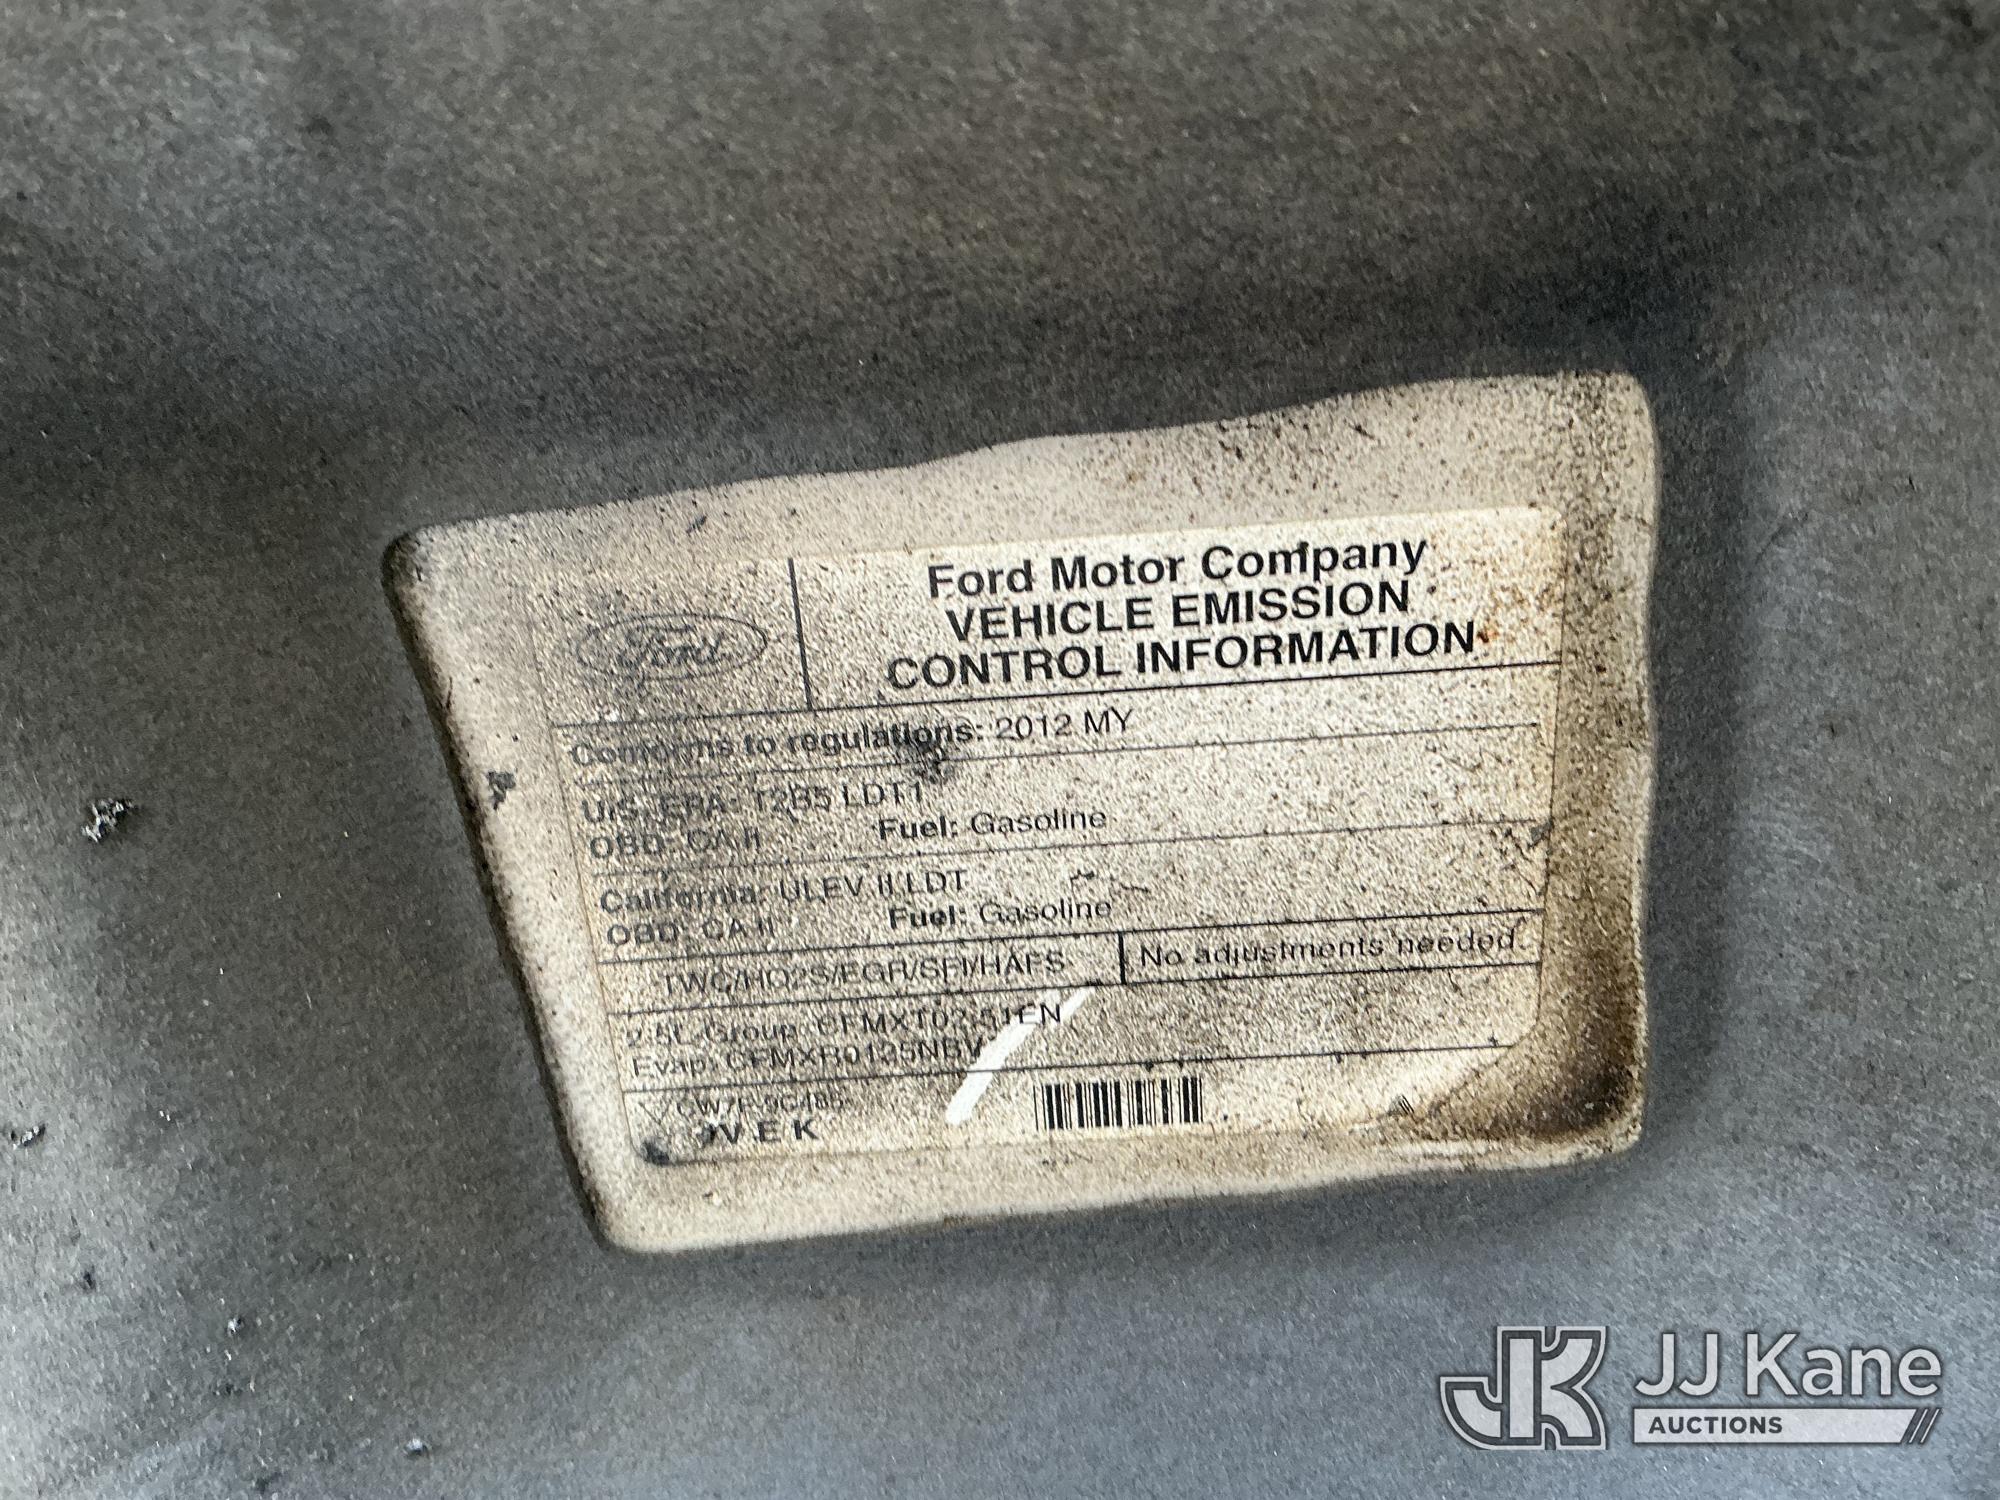 Ford
Ford Motor Company
VEHICLE EMISSION
CONTROL INFORMATION
Conforms to regulations: 2012 MY
U.S. EPA: T2B5 LDT1
OBD: CA II Fuel: Gasoline
California: ULEV II LDT
OBD: CA II Fuel: Gasoline
TWC/HO2S/EGR/SFI/HAFS No adjustments needed.
2.5L Group: CFMXT02.51EN
Evap: CFMXR0125NBV
V E K
JK JJ Kane
AUCTIONS